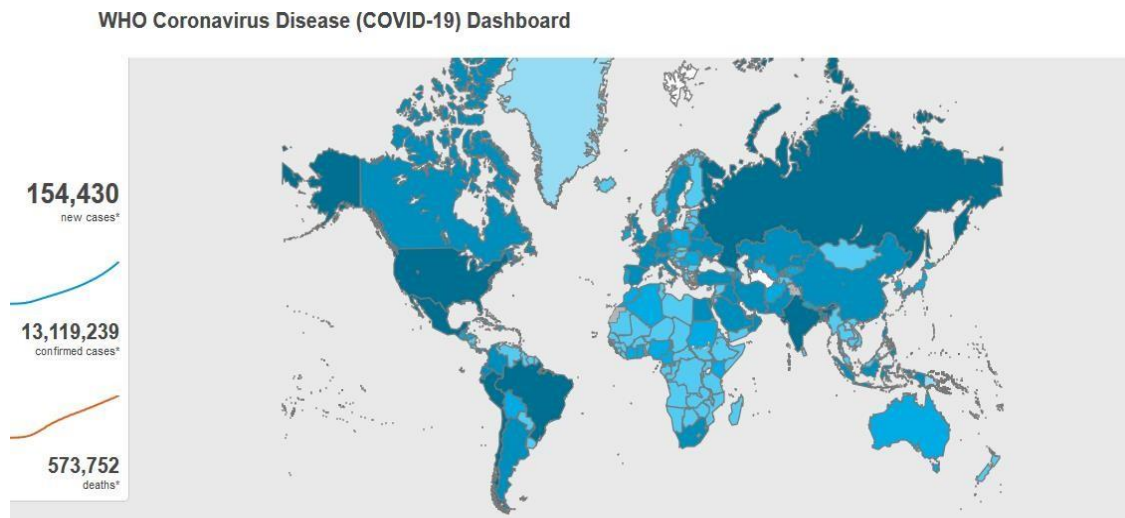 WHO Coronavirus Disease (COVID-19) Dashboard
154,430
new cases*
13,119,239
confirmed cases*
573,752
deaths*